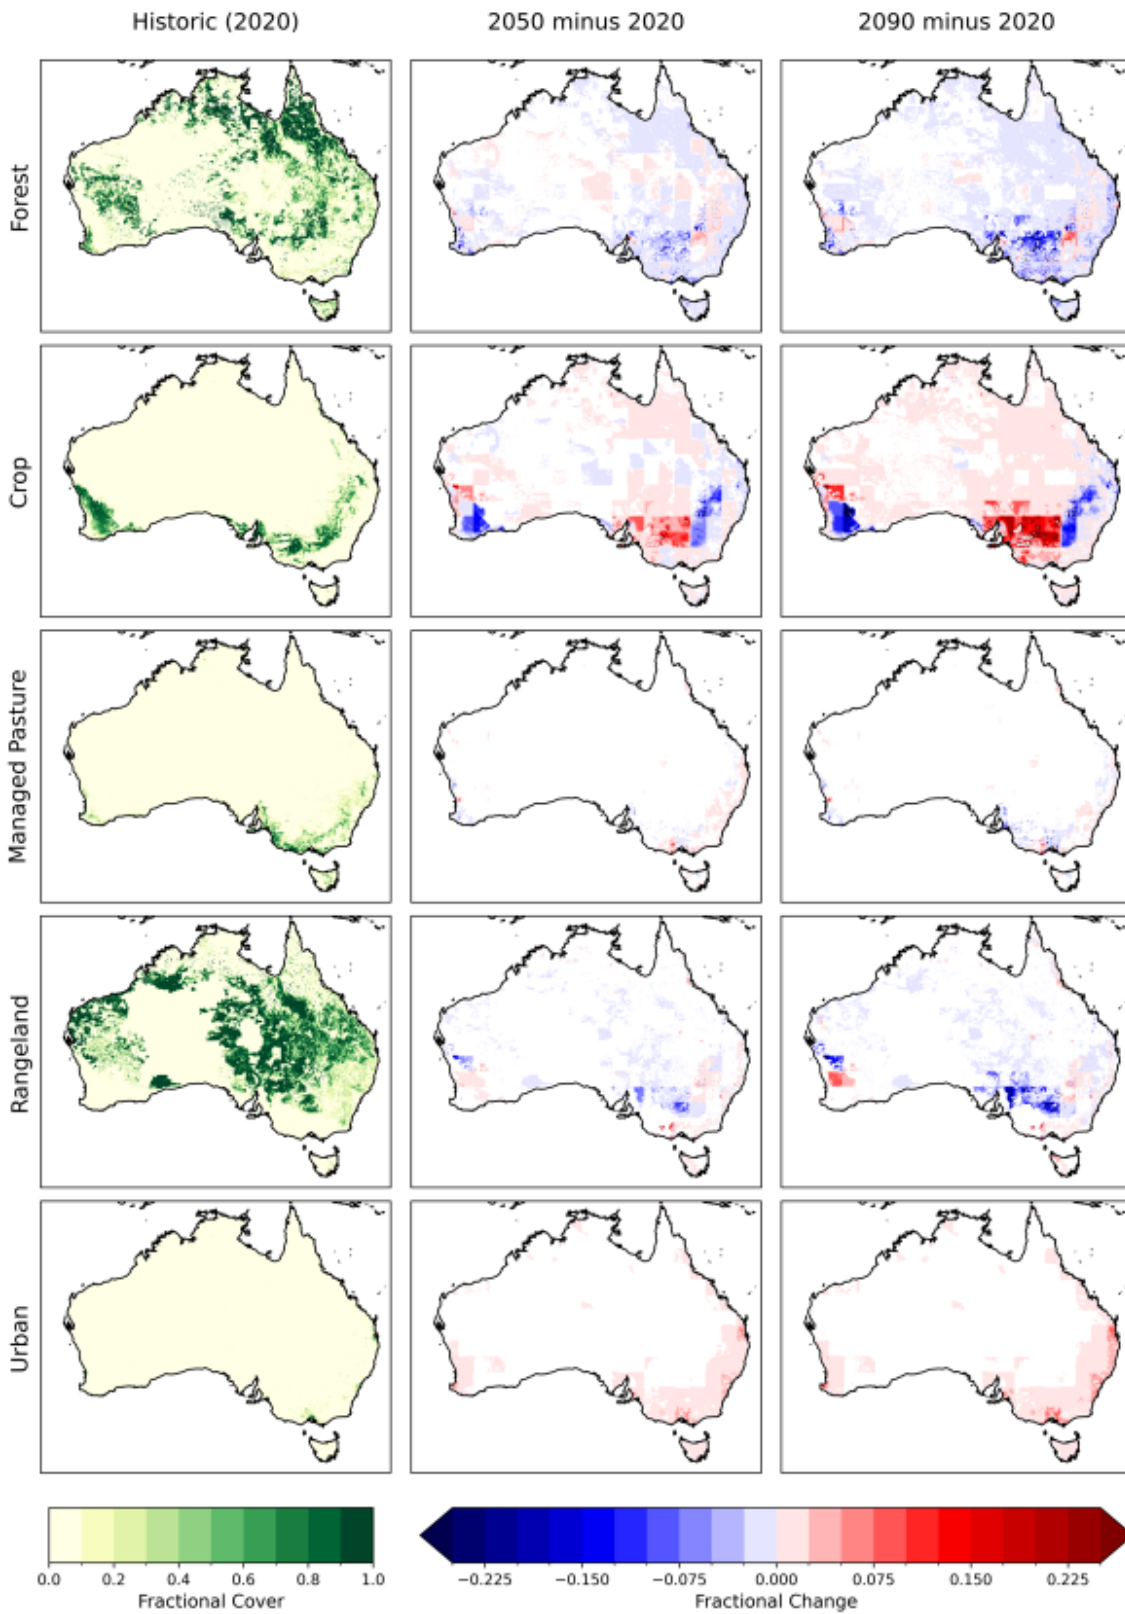 Historic (2020) 2050 minus 2020 2090 minus 2020
Forest
Crop
Managed Pasture
Rangeland
Urban
0.0 0.2 0.4 0.6 0.8 1.0 −0.225 −0.150 −0.075 0.000 0.075 0.150 0.225
Fractional Cover Fractional Change